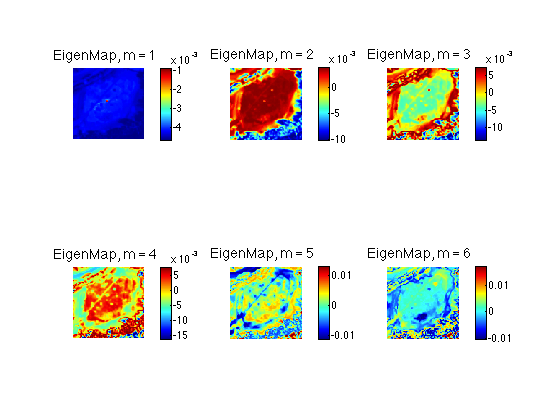 EigenMap, m = 1
x 10⁻³
-1
-2
-3
-4
EigenMap, m = 2
x 10⁻³
0
-5
-10
EigenMap, m = 3
x 10⁻³
5
0
-5
-10
EigenMap, m = 4
x 10⁻³
5
0
-5
-10
-15
EigenMap, m = 5
0.01
0
-0.01
EigenMap, m = 6
0.01
0
-0.01